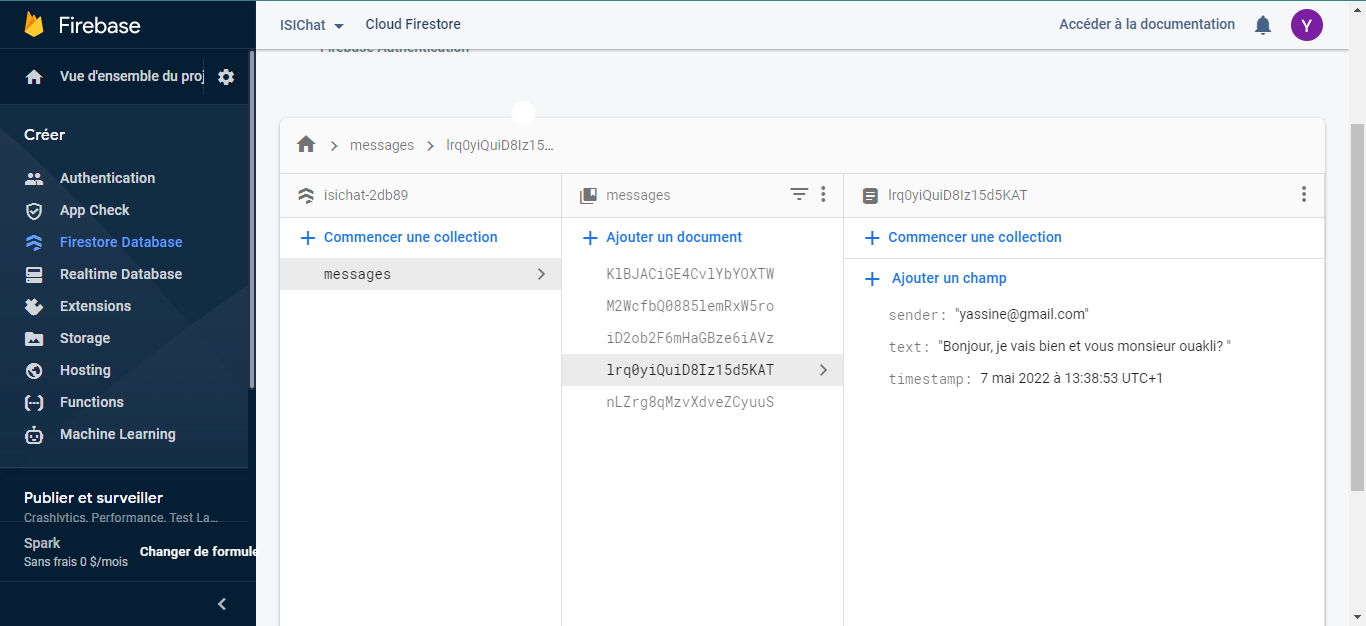 Firebase
ISIChat
Cloud Firestore
Accéder à la documentation
Y
Firebase Authentication
Vue d'ensemble du proj
Créer
Authentication
App Check
Firestore Database
Realtime Database
Extensions
Storage
Hosting
Functions
Machine Learning
Publier et surveiller
Crashlytics, Performance, Test La…
Spark
Sans frais 0 $/mois
Changer de formule
messages
lrq0yiQuiD8Iz15…
isichat-2db89
Commencer une collection
messages
messages
Ajouter un document
KlBJACiGE4CvlYbYOXTW
M2WcfbQ0885lemRxW5ro
iD2ob2F6mHaGBze6iAVz
lrq0yiQuiD8Iz15d5KAT
nLZrg8qMzvXdveZCyuuS
lrq0yiQuiD8Iz15d5KAT
Commencer une collection
Ajouter un champ
sender: "yassine@gmail.com"
text: "Bonjour, je vais bien et vous monsieur ouakli? "
timestamp: 7 mai 2022 à 13:38:53 UTC+1